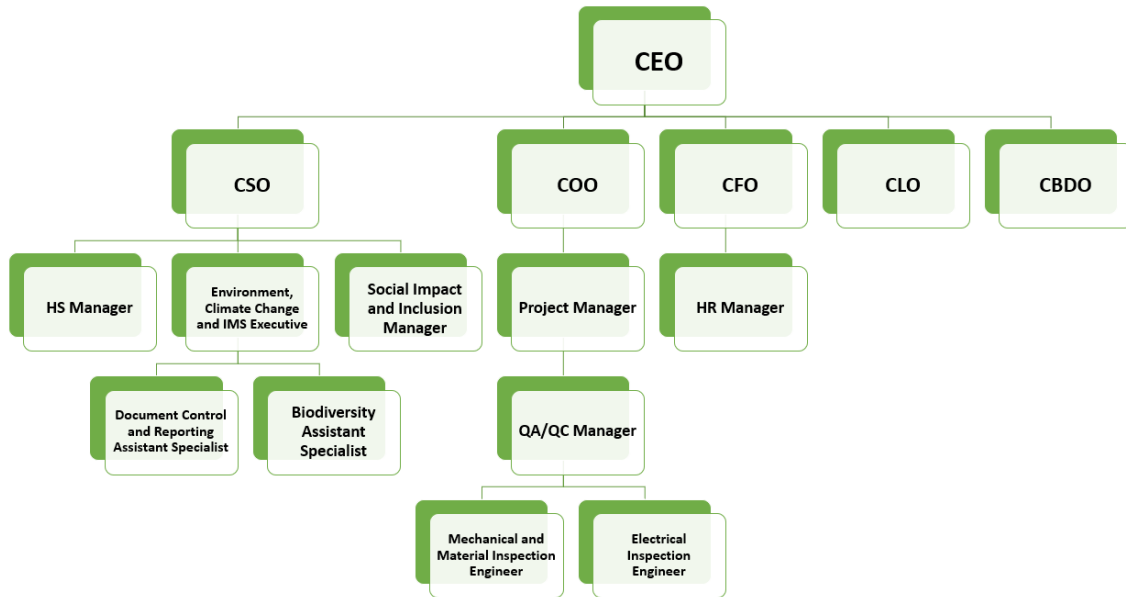 CEO
CSO
COO
CFO
CLO
CBDO
HS Manager
Environment,
Climate Change
and IMS Executive
Social Impact
and Inclusion
Manager
Project Manager
HR Manager
Document Control
and Reporting
Assistant Specialist
Biodiversity
Assistant
Specialist
QA/QC Manager
Mechanical and
Material Inspection
Engineer
Electrical
Inspection
Engineer